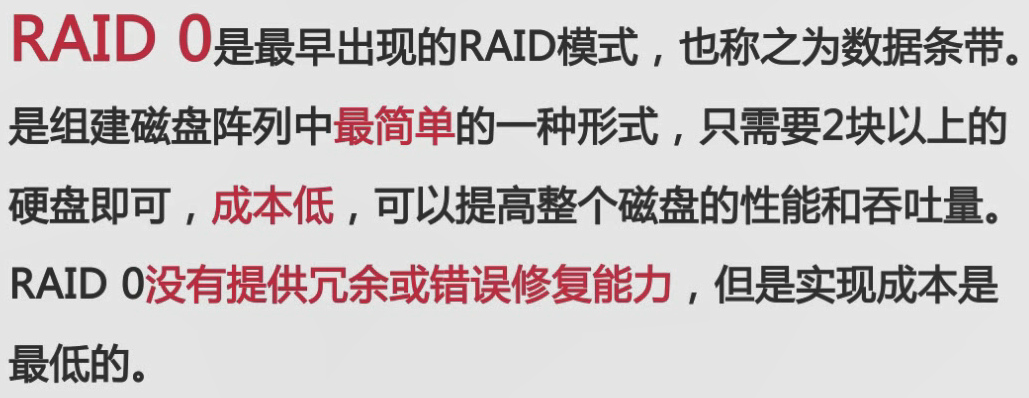 RAID 0是最早出现的RAID模式，也称之为数据条带。
是组建磁盘阵列中最简单的一种形式，只需要2块以上的
硬盘即可，成本低，可以提高整个磁盘的性能和吞吐量。
RAID 0没有提供冗余或错误修复能力，但是实现成本是
最低的。